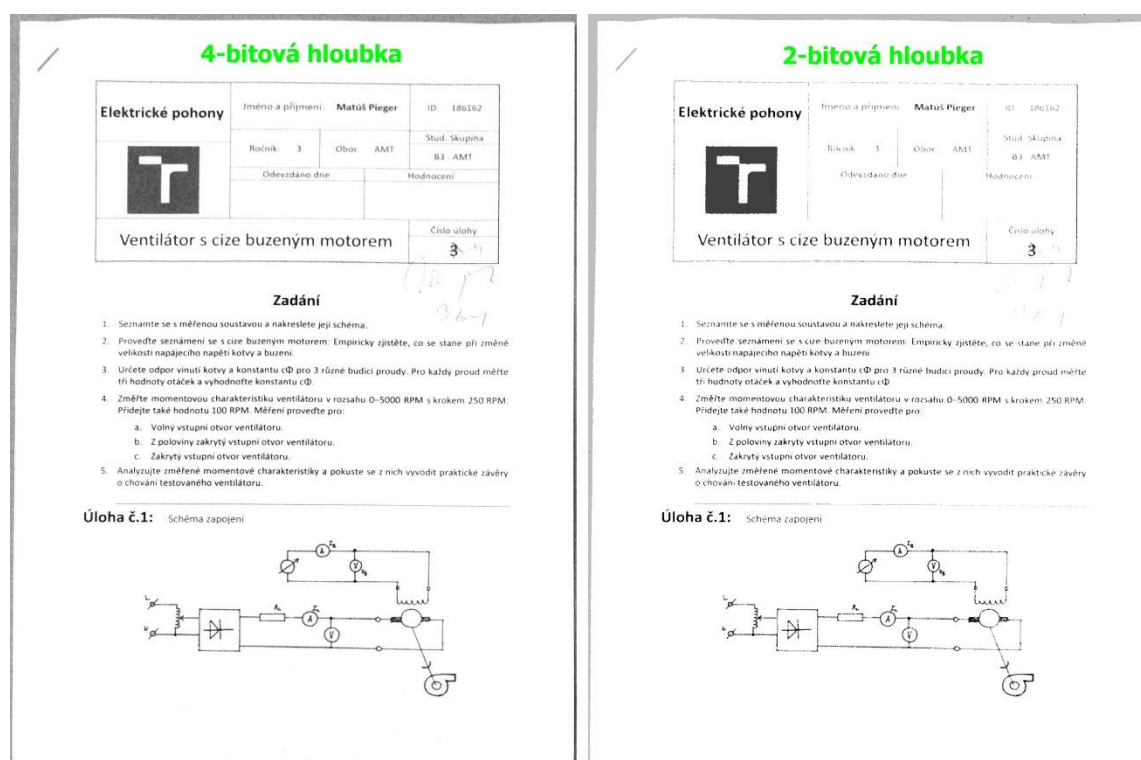 4-bitová hloubka
Elektrické pohony
Jméno a příjmení: Matúš Pieger
ID: 186162
Ročník: 3
Obor: AMT
Stud. Skupina
B3 - AMT
Odevzdáno dne
Hodnocení
Ventilátor s cize buzeným motorem
Číslo úlohy
3
Zadání
1. Seznamte se s měřenou soustavou a nakreslete její schéma.
2. Proveďte seznámení se s cize buzeným motorem: Empiricky zjistěte, co se stane při změně
velikosti napájecího napětí kotvy a buzení.
3. Určete odpor vinutí kotvy a konstantu cΦ pro 3 různé budicí proudy. Pro každý proud měřte
tři hodnoty otáček a vyhodnoťte konstantu cΦ.
4. Změřte momentovou charakteristiku ventilátoru v rozsahu 0–5000 RPM s krokem 250 RPM.
Přidejte také hodnotu 100 RPM. Měření proveďte pro:
a. Volný vstupní otvor ventilátoru.
b. Z poloviny zakrytý vstupní otvor ventilátoru.
c. Zakrytý vstupní otvor ventilátoru.
5. Analyzujte změřené momentové charakteristiky a pokuste se z nich vyvodit praktické závěry
o chování testovaného ventilátoru.
Úloha č.1: Schéma zapojení
A
V
A
V
2-bitová hloubka
Elektrické pohony
Jméno a příjmení Matúš Pieger
ID 186162
Ročník
Obor AMT
Stud. Skupina
B3 AMT
Odevzdáno dne
Hodnocení
Ventilátor s cize buzeným motorem
Číslo úlohy
3
Zadání
1. Seznamte se s měřenou soustavou a nakreslete její schéma.
2. Proveďte seznámení se s cize buzeným motorem: Empiricky zjistěte, co se stane při změně
velikosti napájecího napětí kotvy a buzení.
3 Určete odpor vinutí kotvy a konstantu cΦ pro 3 různé budicí proudy. Pro každý proud měřte
tři hodnoty otáček a vyhodnoťte konstantu cΦ.
4 Změřte momentovou charakteristiku ventilátoru v rozsahu 0–5000 RPM s krokem 250 RPM.
Přidejte také hodnotu 100 RPM. Měření proveďte pro:
a. Volný vstupní otvor ventilátoru.
b. Z poloviny zakrytý vstupní otvor ventilátoru.
c. Zakrytý vstupní otvor ventilátoru.
5. Analyzujte změřené momentové charakteristiky a pokuste se z nich vyvodit praktické závěry
o chování testovaného ventilátoru.
Úloha č.1: Schéma zapojení
A
V
A
V